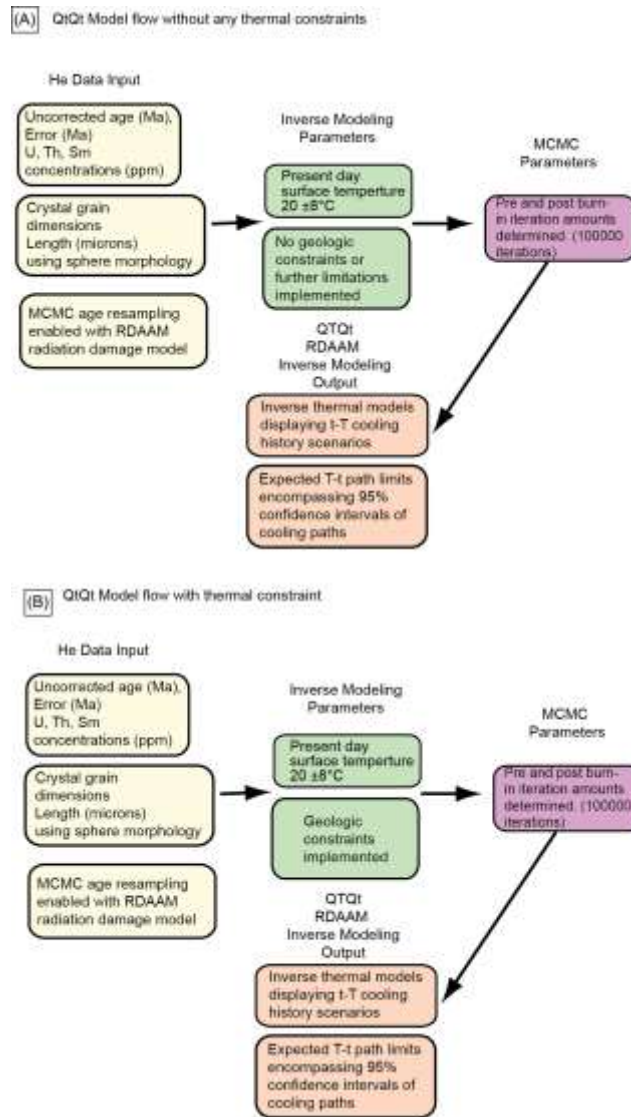 (A) QtQt Model flow without any thermal constraints
He Data Input
Uncorrected age (Ma),
Error (Ma)
U, Th, Sm
concentrations (ppm)
Crystal grain
dimensions
Length (microns)
using sphere morphology
MCMC age resampling
enabled with RDAAM
radiation damage model
Inverse Modeling
Parameters
Present day
surface temperture
20 ±8°C
No geologic
constraints or
further limitations
implemented
MCMC
Parameters
Pre and post burn-
in iteration amounts
determined (100000
iterations)
QTQt
RDAAM
Inverse Modeling
Output
Inverse thermal models
displaying t-T cooling
history scenarios
Expected T-t path limits
encompassing 95%
confidence intervals of
cooling paths
(B) QtQt Model flow with thermal constraint
He Data Input
Uncorrected age (Ma),
Error (Ma)
U, Th, Sm
concentrations (ppm)
Crystal grain
dimensions
Length (microns)
using sphere morphology
MCMC age resampling
enabled with RDAAM
radiation damage model
Inverse Modeling
Parameters
Present day
surface temperture
20 ±8°C
Geologic
constraints
implemented
MCMC
Parameters
Pre and post burn-
in iteration amounts
determined (100000
iterations)
QTQt
RDAAM
Inverse Modeling
Output
Inverse thermal models
displaying t-T cooling
history scenarios
Expected T-t path limits
encompassing 95%
confidence intervals of
cooling paths